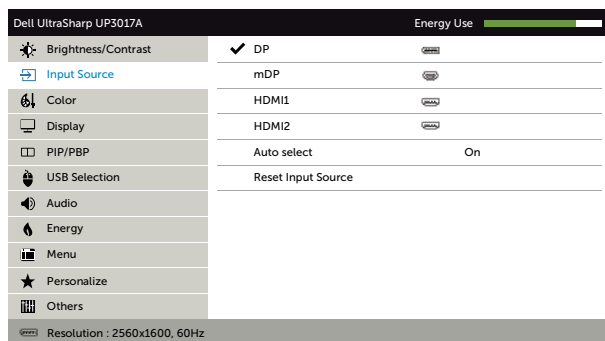 Dell UltraSharp UP3017A Energy Use
Brightness/Contrast DP
Input Source mDP
Color HDMI1
Display HDMI2
PIP/PBP Auto select On
USB Selection Reset Input Source
Audio
Energy
Menu
Personalize
Others
Resolution : 2560x1600, 60Hz